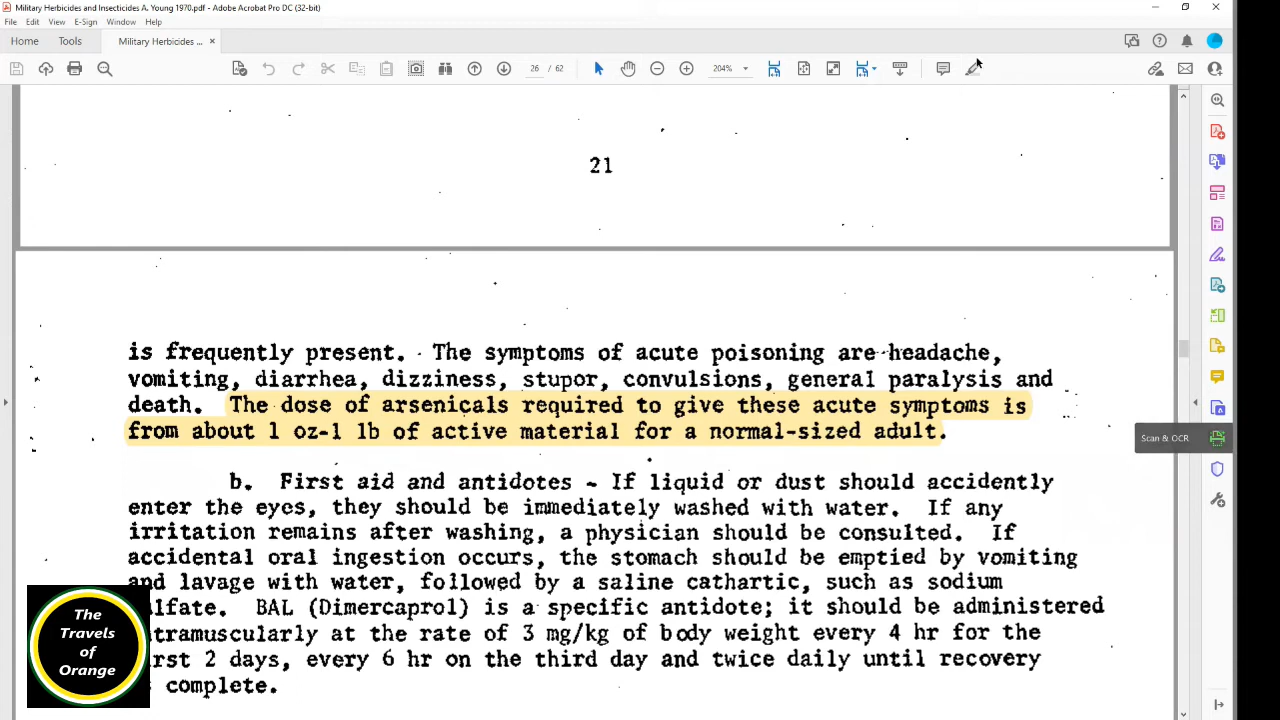 Military Herbicides and Insecticides A. Young 1970.pdf - Adobe Acrobat Pro DC (32-bit)
File Edit View E-Sign Window Help
Home Tools Military Herbicides ... ×
26 / 62 204%
21
is frequently present. The symptoms of acute poisoning are headache,
vomiting, diarrhea, dizziness, stupor, convulsions, general paralysis and
death. The dose of arsenicals required to give these acute symptoms is
from about 1 oz-1 lb of active material for a normal-sized adult.
b. First aid and antidotes - If liquid or dust should accidently
enter the eyes, they should be immediately washed with water. If any
irritation remains after washing, a physician should be consulted. If
accidental oral ingestion occurs, the stomach should be emptied by vomiting
and lavage with water, followed by a saline cathartic, such as sodium
ulfate. BAL (Dimercaprol) is a specific antidote; it should be administered
tramuscularly at the rate of 3 mg/kg of body weight every 4 hr for the
rst 2 days, every 6 hr on the third day and twice daily until recovery
complete.
Scan & OCR
The
Travels
of
Orange